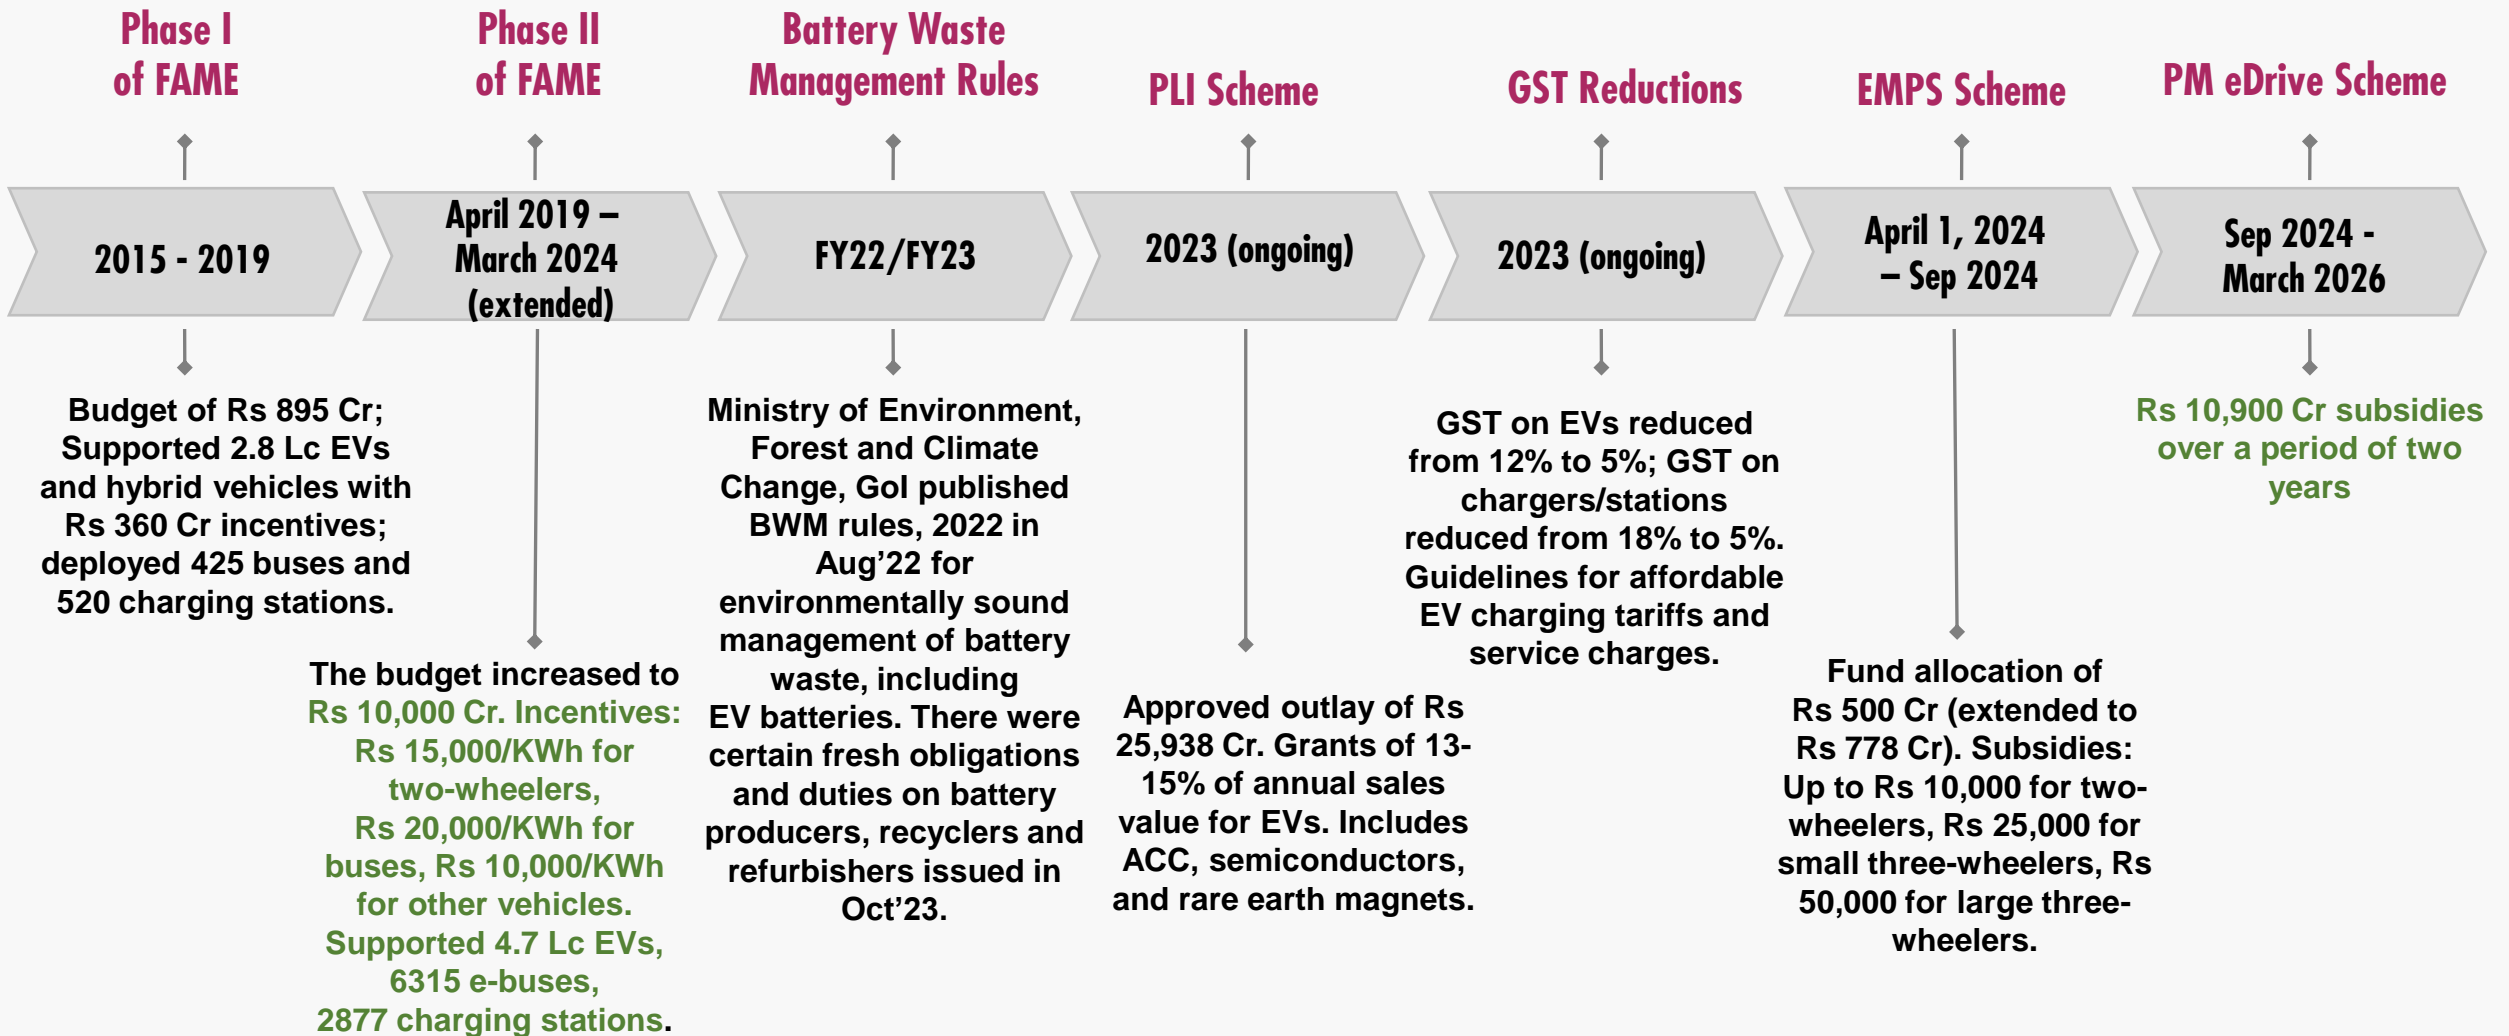 Phase I
of FAME
Phase II
of FAME
Battery Waste
Management Rules
PLI Scheme
GST Reductions
EMPS Scheme
PM eDrive Scheme
2015 - 2019
April 2019 –
March 2024
(extended)
FY22/FY23
2023 (ongoing)
2023 (ongoing)
April 1, 2024
– Sep 2024
Sep 2024 -
March 2026
Budget of Rs 895 Cr;
Supported 2.8 Lc EVs
and hybrid vehicles with
Rs 360 Cr incentives;
deployed 425 buses and
520 charging stations.
The budget increased to
Rs 10,000 Cr. Incentives:
Rs 15,000/KWh for
two-wheelers,
Rs 20,000/KWh for
buses, Rs 10,000/KWh
for other vehicles.
Supported 4.7 Lc EVs,
6315 e-buses,
2877 charging stations.
Ministry of Environment,
Forest and Climate
Change, GoI published
BWM rules, 2022 in
Aug’22 for
environmentally sound
management of battery
waste, including
EV batteries. There were
certain fresh obligations
and duties on battery
producers, recyclers and
refurbishers issued in
Oct’23.
Approved outlay of Rs
25,938 Cr. Grants of 13-
15% of annual sales
value for EVs. Includes
ACC, semiconductors,
and rare earth magnets.
GST on EVs reduced
from 12% to 5%; GST on
chargers/stations
reduced from 18% to 5%.
Guidelines for affordable
EV charging tariffs and
service charges.
Fund allocation of
Rs 500 Cr (extended to
Rs 778 Cr). Subsidies:
Up to Rs 10,000 for two-
wheelers, Rs 25,000 for
small three-wheelers, Rs
50,000 for large three-
wheelers.
Rs 10,900 Cr subsidies
over a period of two
years